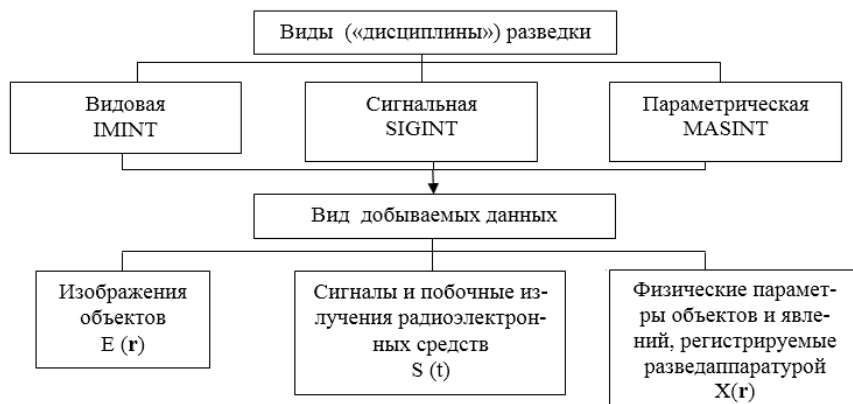 Виды («дисциплины») разведки
Видовая
IMINT
Сигнальная
SIGINT
Параметрическая
MASINT
Вид добываемых данных
Изображения
объектов
E (r)
Сигналы и побочные из-
лучения радиоэлектрон-
ных средств
S (t)
Физические парамет-
ры объектов и явле-
ний, регистрируемые
разведаппаратурой
X(r)